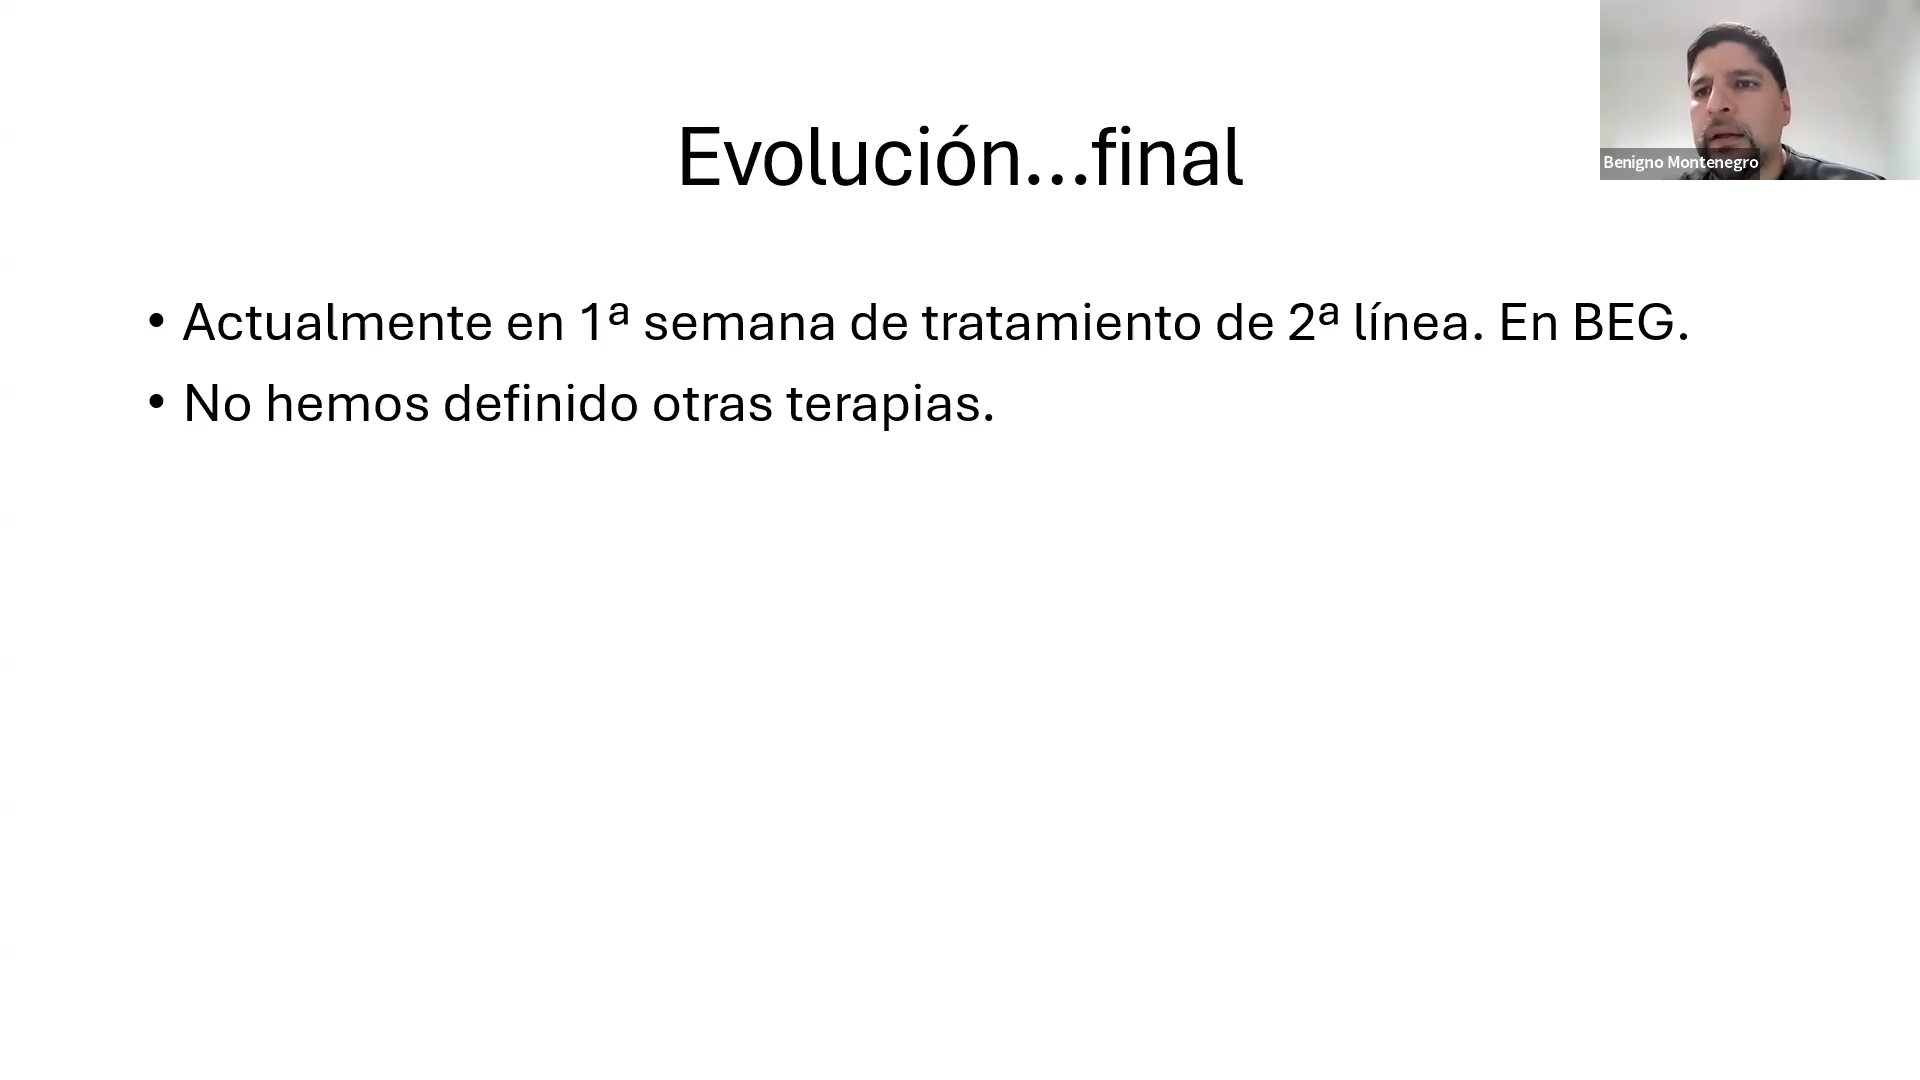 Benigno Montenegro
Evolución...final
• Actualmente en 1ª semana de tratamiento de 2ª línea. En BEG.
• No hemos definido otras terapias.